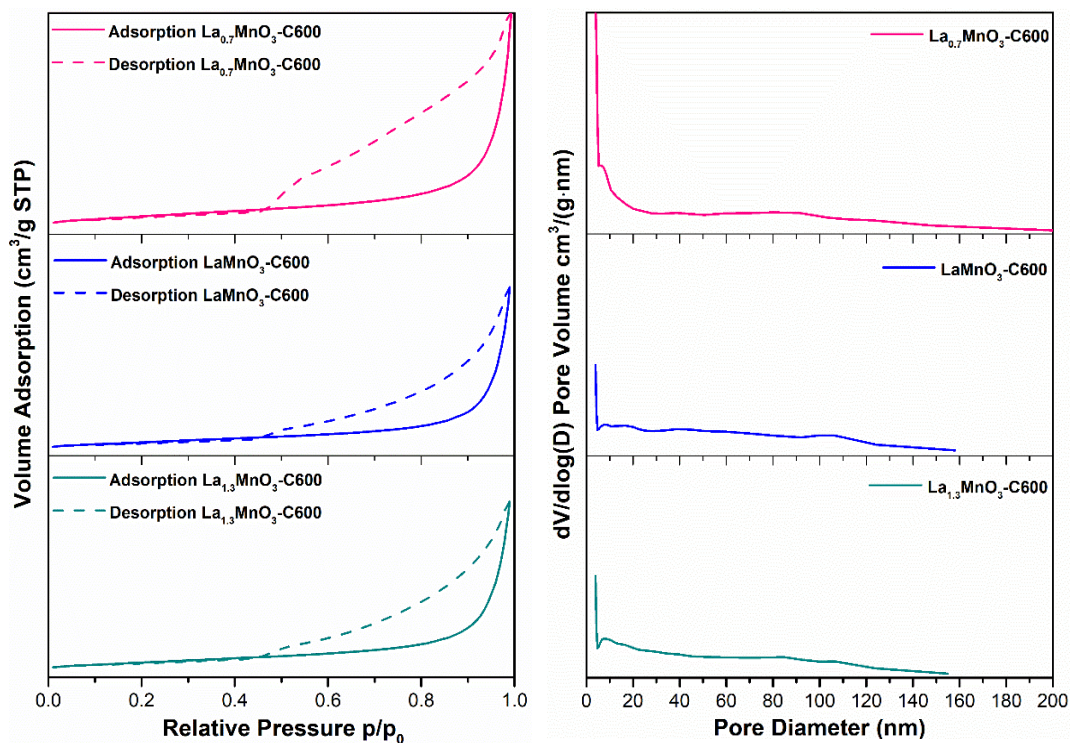 Adsorption La₀.₇MnO₃-C600
Desorption La₀.₇MnO₃-C600
Adsorption LaMnO₃-C600
Desorption LaMnO₃-C600
Adsorption La₁.₃MnO₃-C600
Desorption La₁.₃MnO₃-C600
Volume Adsorption (cm³/g STP)
0.0 0.2 0.4 0.6 0.8 1.0
Relative Pressure p/p₀
La₀.₇MnO₃-C600
LaMnO₃-C600
La₁.₃MnO₃-C600
dV/dlog(D) Pore Volume cm³/(g·nm)
0 20 40 60 80 100 120 140 160 180 200
Pore Diameter (nm)